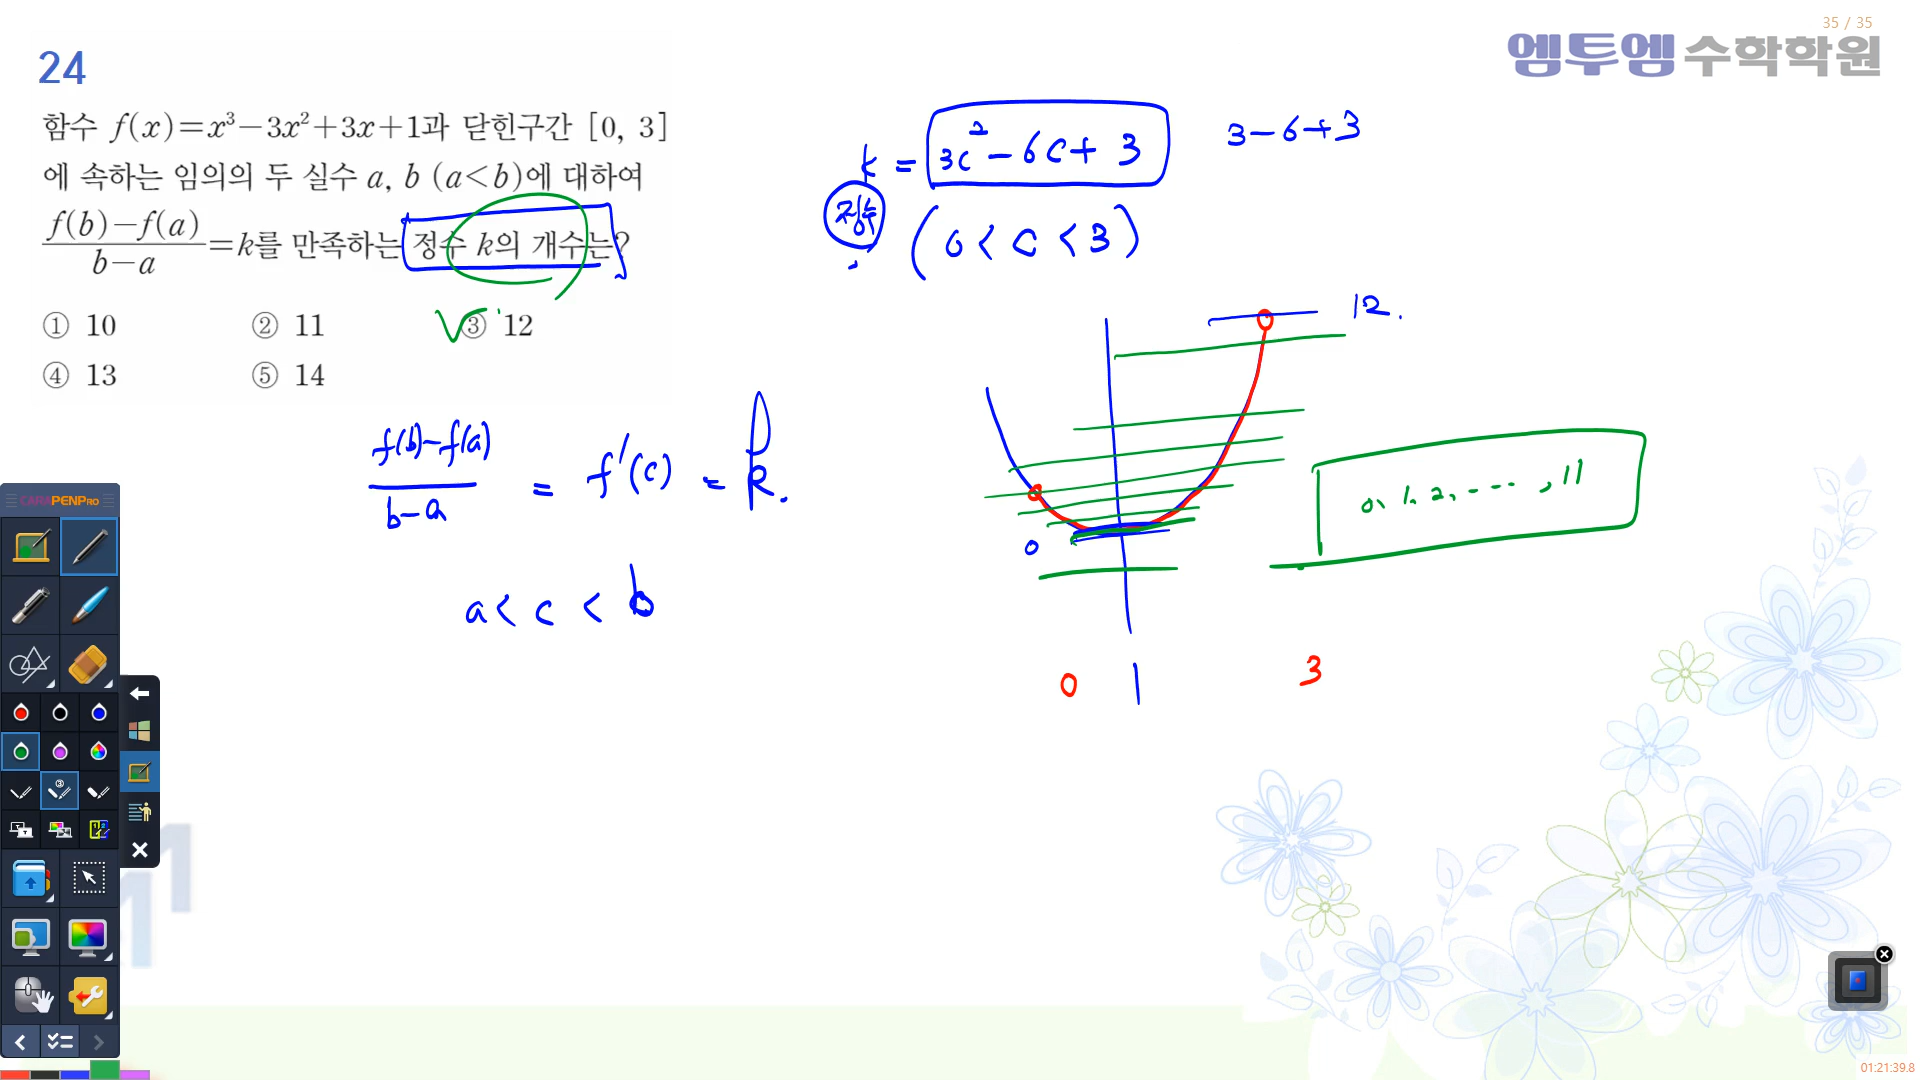 35 / 35
엠투엠 수학학원
24
함수 f(x)=x³-3x²+3x+1과 닫힌구간 [0, 3]
에 속하는 임의의 두 실수 a, b (a<b)에 대하여
f(b)-f(a)
b-a
=k를 만족하는 정수 k의 개수는?
① 10
② 11
③ 12
④ 13
⑤ 14
f(b)-f(a)
b-a
= f'(c) = k.
a < c < b
k = 3c²-6c+3
3-6+3
정수
(0 < c < 3)
12.
0
0, 1, 2, ..., 11
0 1 3
CARAPENPRO
01:21:39.8